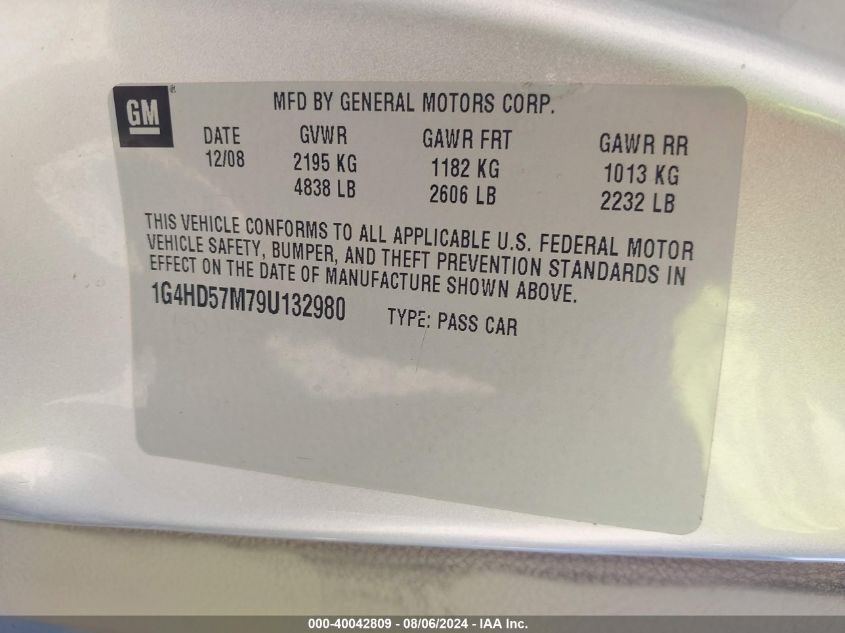 GM®
MFD BY GENERAL MOTORS CORP.
DATE GVWR GAWR FRT GAWR RR
12/08 2195 KG 1182 KG 1013 KG
4838 LB 2606 LB 2232 LB
THIS VEHICLE CONFORMS TO ALL APPLICABLE U.S. FEDERAL MOTOR
VEHICLE SAFETY, BUMPER, AND THEFT PREVENTION STANDARDS IN
EFFECT ON THE DATE OF MANUFACTURE SHOWN ABOVE.
1G4HD57M79U132980 TYPE: PASS CAR
000-40042809 - 08/06/2024 - IAA Inc.